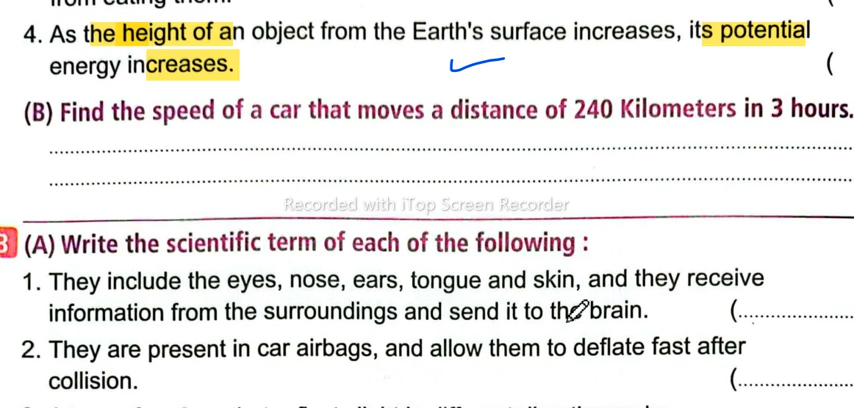 4. As the height of an object from the Earth's surface increases, its potential
energy increases. (
(B) Find the speed of a car that moves a distance of 240 Kilometers in 3 hours.
Recorded with iTop Screen Recorder
3 (A) Write the scientific term of each of the following :
1. They include the eyes, nose, ears, tongue and skin, and they receive
information from the surroundings and send it to the brain. (
2. They are present in car airbags, and allow them to deflate fast after
collision. (